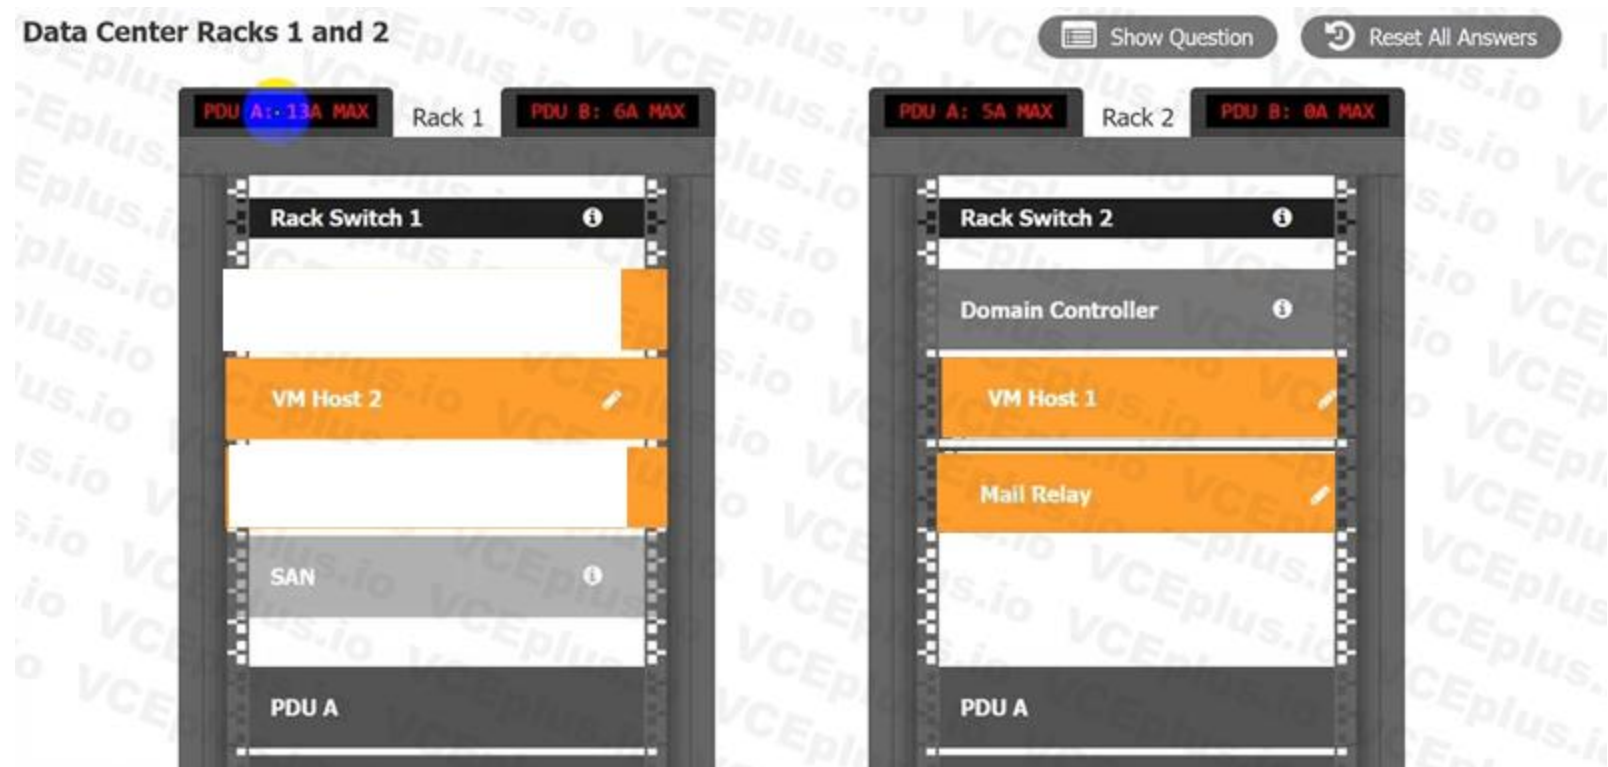 Data Center Racks 1 and 2
Show Question
Reset All Answers
PDU A: 13A MAX
Rack 1
PDU B: 6A MAX
PDU A: 5A MAX
Rack 2
PDU B: 0A MAX
Rack Switch 1
Rack Switch 2
Domain Controller
VM Host 2
VM Host 1
Mail Relay
SAN
PDU A
PDU A
VCEplus.io